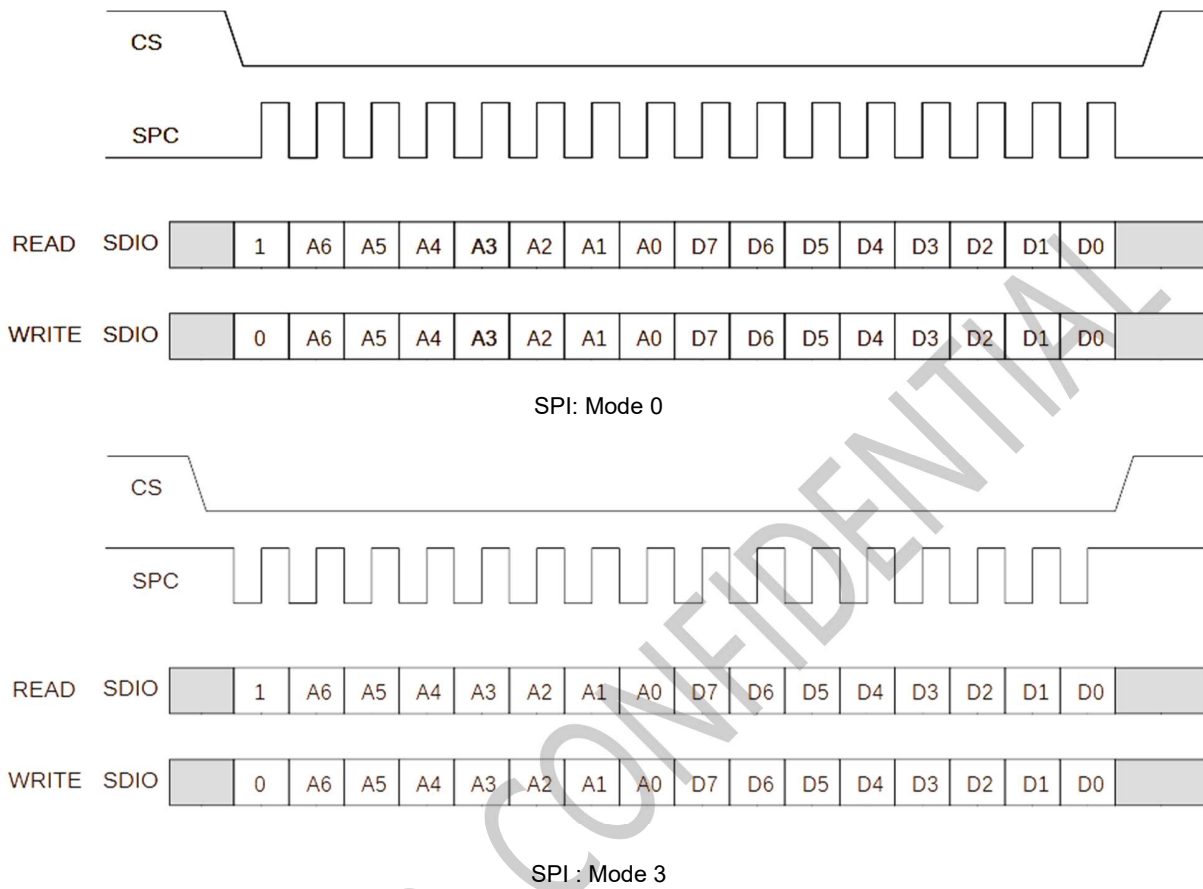 CS
SPC
READ SDIO 1 A6 A5 A4 A3 A2 A1 A0 D7 D6 D5 D4 D3 D2 D1 D0
WRITE SDIO 0 A6 A5 A4 A3 A2 A1 A0 D7 D6 D5 D4 D3 D2 D1 D0
SPI: Mode 0
CS
SPC
READ SDIO 1 A6 A5 A4 A3 A2 A1 A0 D7 D6 D5 D4 D3 D2 D1 D0
WRITE SDIO 0 A6 A5 A4 A3 A2 A1 A0 D7 D6 D5 D4 D3 D2 D1 D0
SPI : Mode 3
CONFIDENTIAL